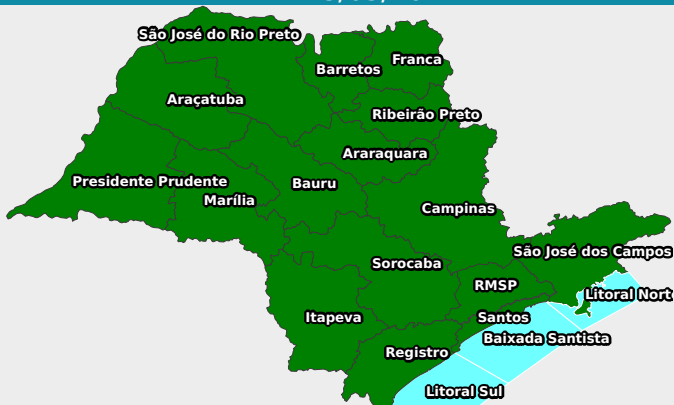 São José do Rio Preto
Franca
Barretos
Araçatuba
Ribeirão Preto
Araraquara
Presidente Prudente
Bauru
Marília
Campinas
São José dos Campos
Sorocaba
RMSP
Litoral Nort
Itapeva
Santos
Baixada Santista
Registro
Litoral Sul